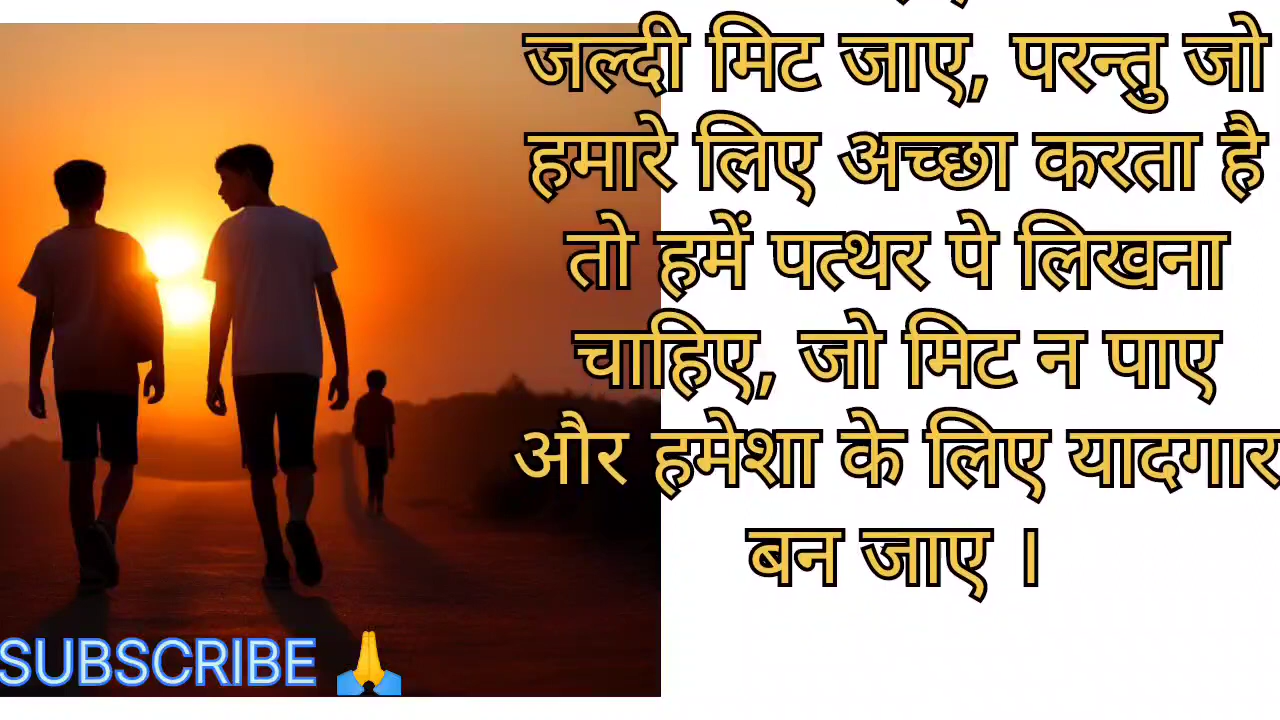 जल्दी मिट जाए, परन्तु जो
हमारे लिए अच्छा करता है
तो हमें पत्थर पे लिखना
चाहिए, जो मिट न पाए
और हमेशा के लिए यादगार
बन जाए ।
SUBSCRIBE 🙏